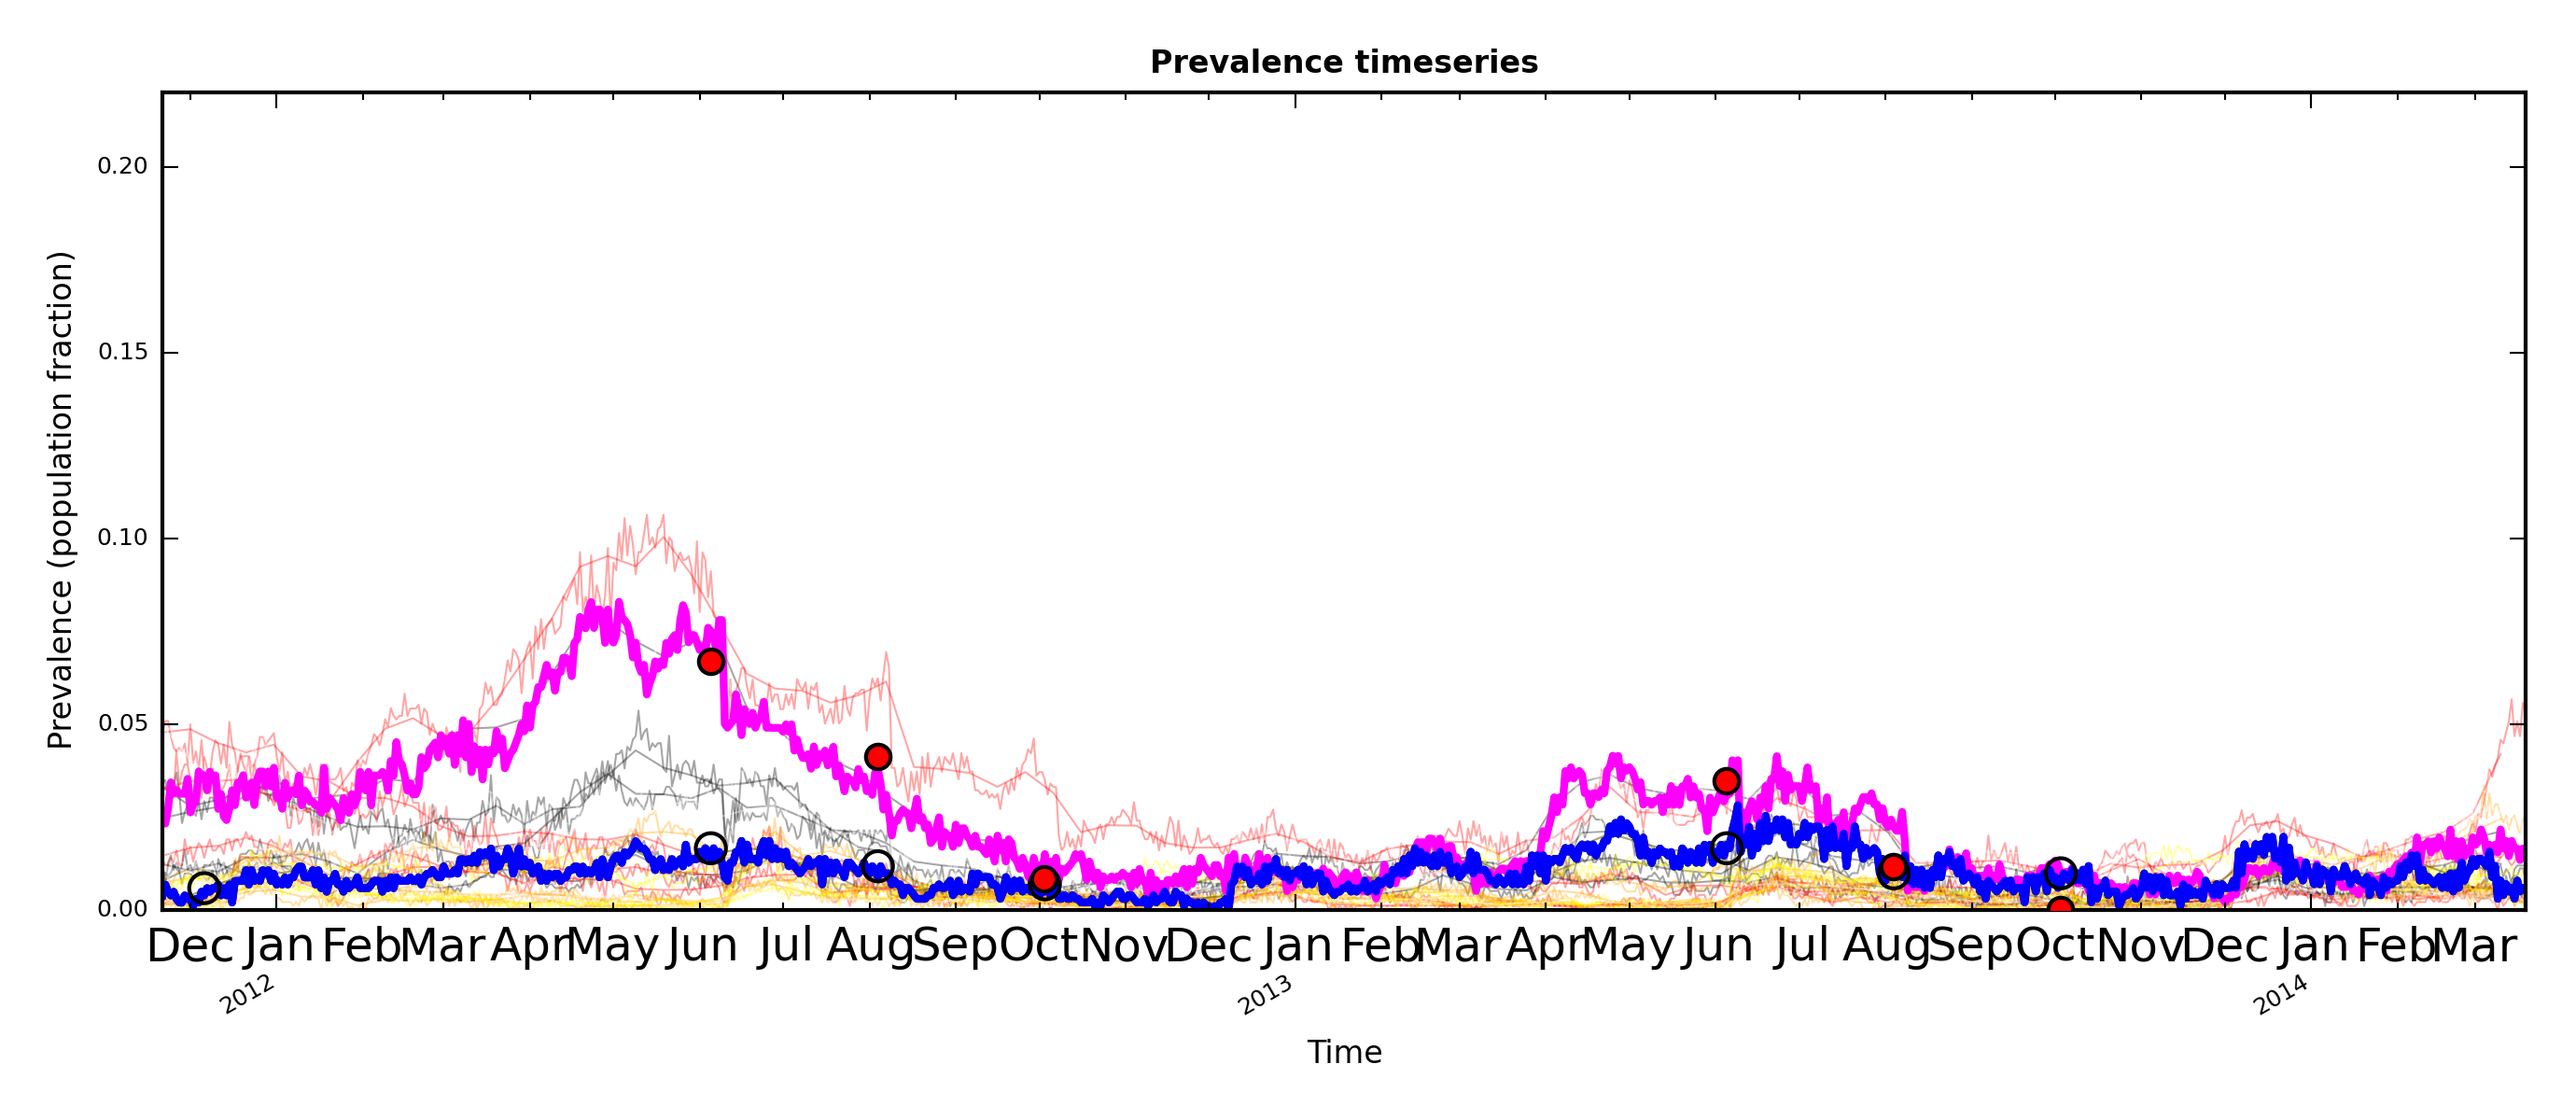 Prevalence timeseries
Prevalence (population fraction)
0.20
0.15
0.10
0.05
0.00
Dec Jan Feb Mar Apr May Jun Jul Aug Sep Oct Nov Dec Jan Feb Mar Apr May Jun Jul Aug Sep Oct Nov Dec Jan Feb Mar
2012 2013 2014
Time